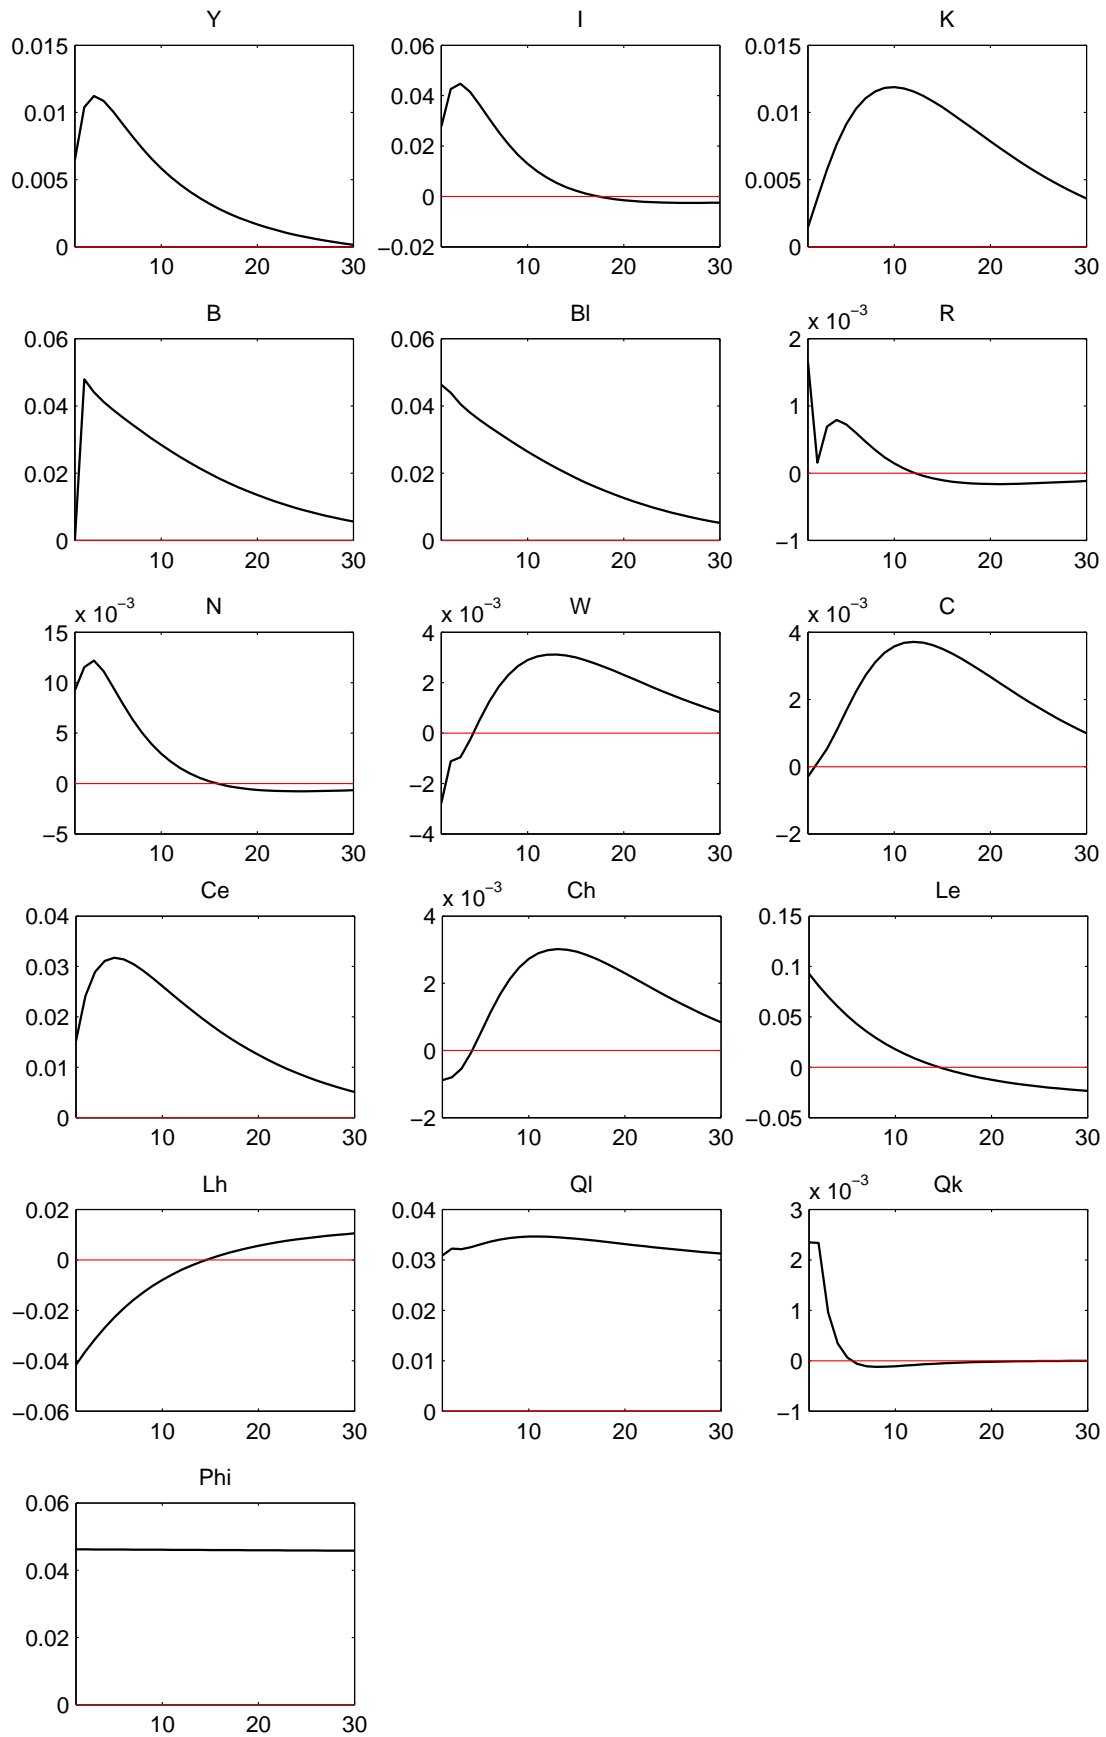 Y I K
0.015 0.06 0.015
0.04
0.01 0.01
0.02
0.005 0.005
0
0 −0.02 0
10 20 30 10 20 30 10 20 30
B Bl x 10−3 R
0.06 0.06 2
0.04 0.04 1
0.02 0.02 0
0 0 −1
10 20 30 10 20 30 10 20 30
x 10−3 N x 10−3 W x 10−3 C
15 4 4
10 2
2
5 0
0
0 −2
−5 −4 −2
10 20 30 10 20 30 10 20 30
Ce x 10−3 Ch Le
0.04 4 0.15
0.03 0.1
2
0.02 0.05
0
0.01 0
0 −2 −0.05
10 20 30 10 20 30 10 20 30
Lh Ql x 10−3 Qk
0.02 0.04 3
0 0.03 2
−0.02 0.02 1
−0.04 0.01 0
−0.06 0 −1
10 20 30 10 20 30 10 20 30
Phi
0.06
0.04
0.02
0
10 20 30